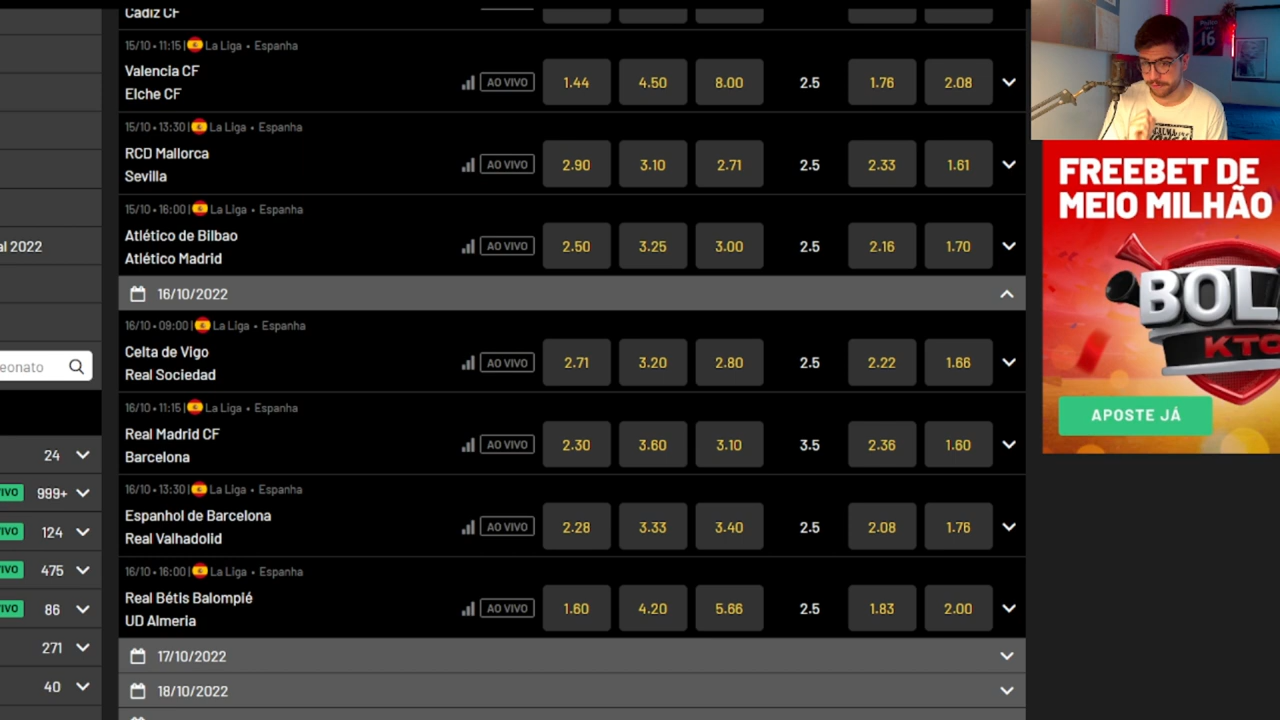 Cádiz CF
15/10 • 11:15 | La Liga • Espanha
Valencia CF
Elche CF
AO VIVO
1.44 4.50 8.00 2.5 1.76 2.08
15/10 • 13:30 | La Liga • Espanha
RCD Mallorca
Sevilla
AO VIVO
2.90 3.10 2.71 2.5 2.33 1.61
15/10 • 16:00 | La Liga • Espanha
Atlético de Bilbao
Atlético Madrid
AO VIVO
2.50 3.25 3.00 2.5 2.16 1.70
16/10/2022
16/10 • 09:00 | La Liga • Espanha
Celta de Vigo
Real Sociedad
AO VIVO
2.71 3.20 2.80 2.5 2.22 1.66
16/10 • 11:15 | La Liga • Espanha
Real Madrid CF
Barcelona
AO VIVO
2.30 3.60 3.10 3.5 2.36 1.60
16/10 • 13:30 | La Liga • Espanha
Espanhol de Barcelona
Real Valhadolid
AO VIVO
2.28 3.33 3.40 2.5 2.08 1.76
16/10 • 16:00 | La Liga • Espanha
Real Bétis Balompié
UD Almeria
AO VIVO
1.60 4.20 5.66 2.5 1.83 2.00
17/10/2022
18/10/2022
al 2022
eonato
24
IVO 999+
IVO 124
IVO 475
IVO 86
271
40
16
FREEBET DE
MEIO MILHÃO
BOL
KTO
APOSTE JÁ